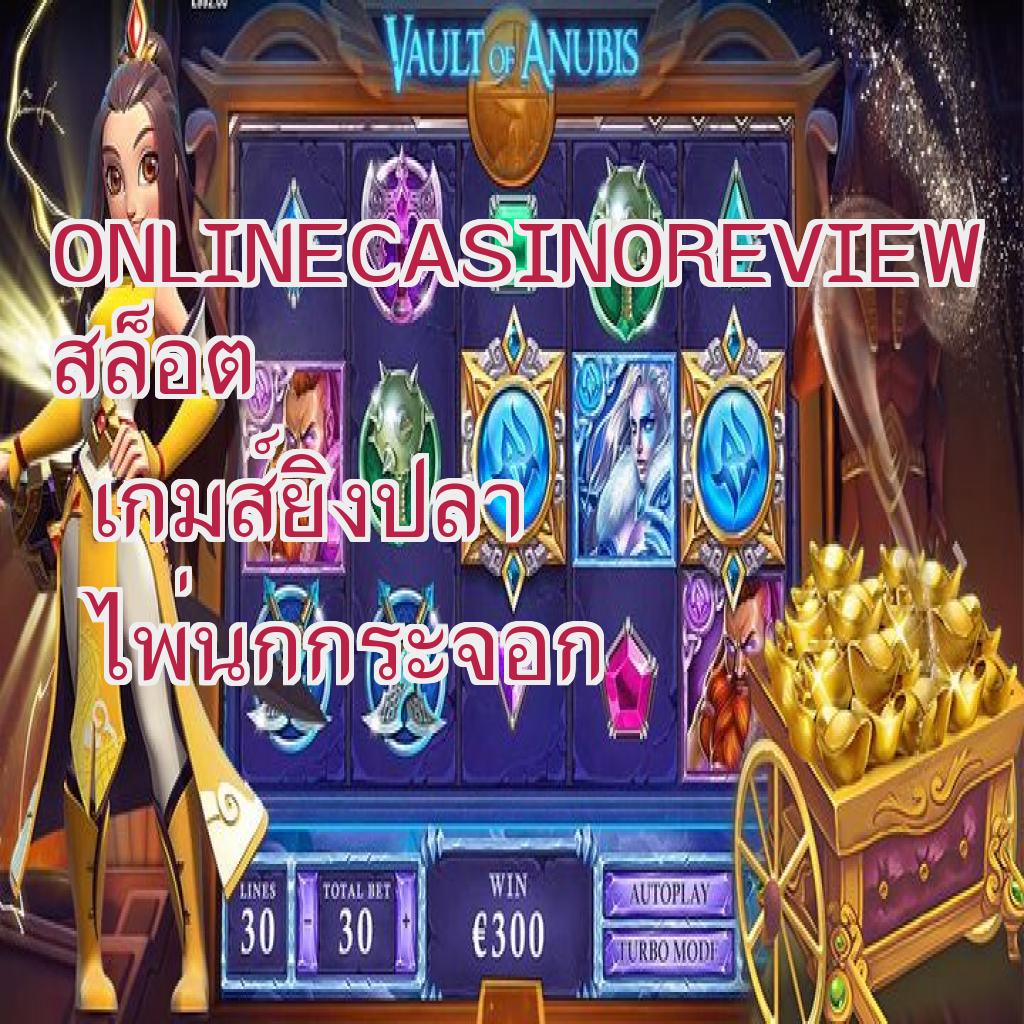 VAULT OF ANUBIS
ONLINECASINOREVIEW
สล็อต
เกมส์ยิงปลา
ไพ่นกกระจอก
LINES
30
TOTAL BET
- 30 +
WIN
€300
AUTOPLAY
TURBO MODE